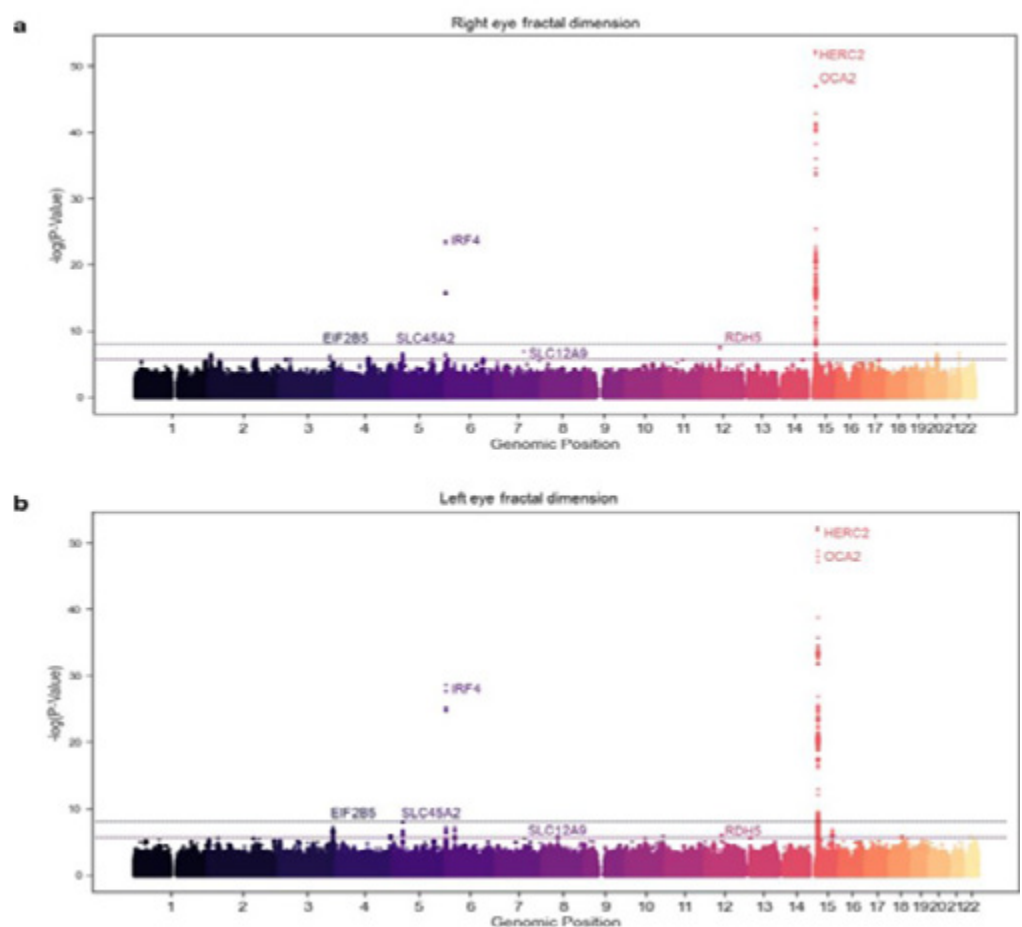 a
Right eye fractal dimension
HERC2
OCA2
IRF4
EIF2B5 SLC45A2 RDH5
SLC12A9
50
40
30
20
10
0
-log(P-Value)
1 2 3 4 5 6 7 8 9 10 11 12 13 14 15 16 17 18 19 20 21 22
Genomic Position
b
Left eye fractal dimension
HERC2
OCA2
IRF4
EIF2B5 SLC45A2
SLC12A9 RDH5
50
40
30
20
10
0
-log(P-Value)
1 2 3 4 5 6 7 8 9 10 11 12 13 14 15 16 17 18 19 20 21 22
Genomic Position